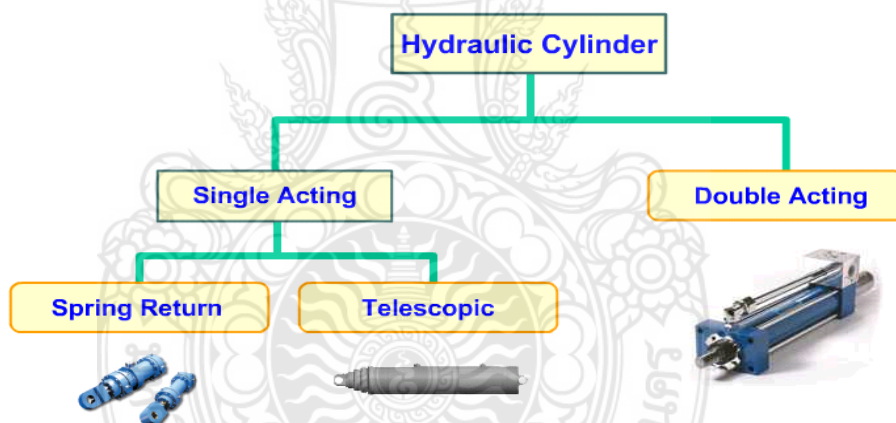 Hydraulic Cylinder
Single Acting
Double Acting
Spring Return
Telescopic